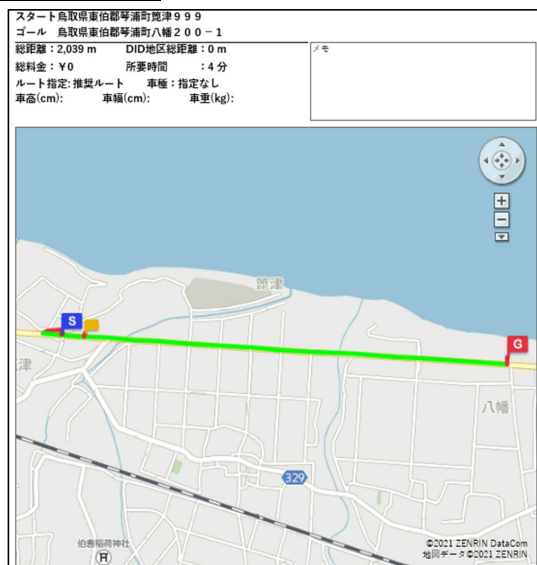 スタート鳥取県東伯郡琴浦町箆津９９９
ゴール　鳥取県東伯郡琴浦町八幡２００－１
総距離：2,039 m　DID地区総距離：0 m
総料金：¥0　所要時間　：4 分
ルート指定: 推奨ルート　車種：指定なし
車高(cm):　車幅(cm):　車重(kg):
メモ
箆津
S
G
津
八幡
329
伯耆稲荷神社
©2021 ZENRIN DataCom
地図データ©2021 ZENRIN